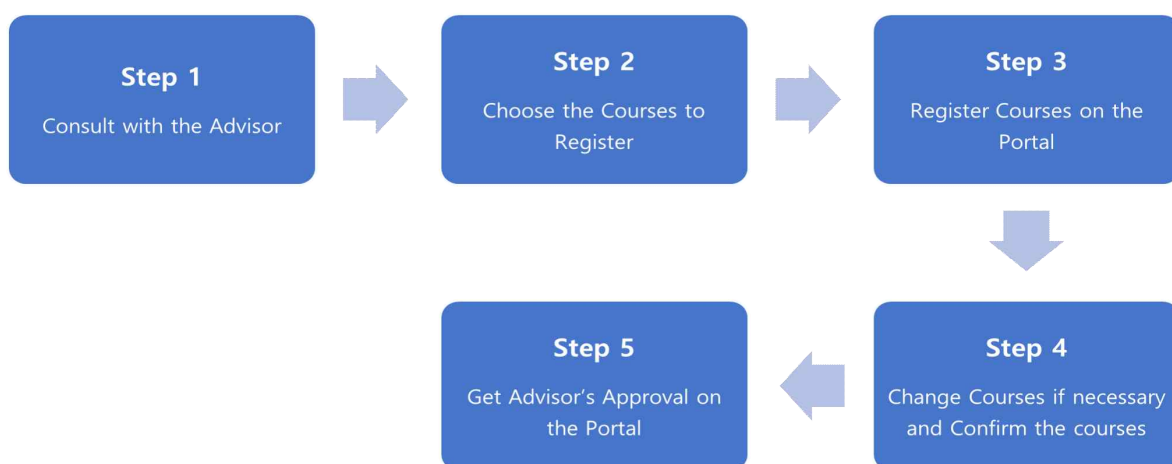 Step 1
Consult with the Advisor
Step 2
Choose the Courses to
Register
Step 3
Register Courses on the
Portal
Step 4
Change Courses if necessary
and Confirm the courses
Step 5
Get Advisor’s Approval on
the Portal